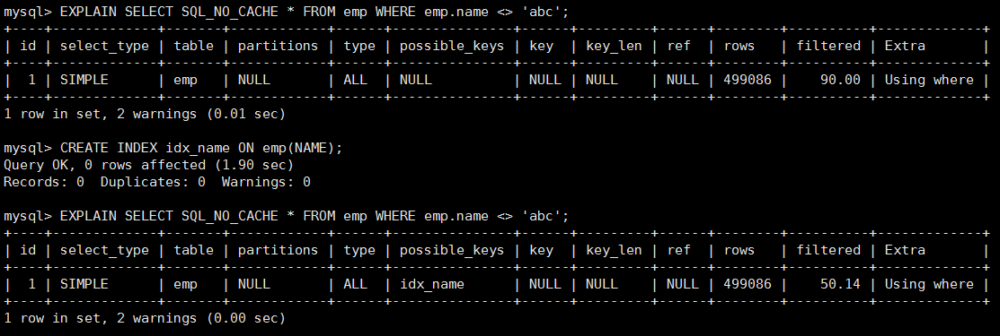 mysql> EXPLAIN SELECT SQL_NO_CACHE * FROM emp WHERE emp.name <> 'abc';
+----+-------------+-------+------------+------+---------------+------+---------+------+--------+----------+-------------+
| id | select_type | table | partitions | type | possible_keys | key  | key_len | ref  | rows   | filtered | Extra       |
+----+-------------+-------+------------+------+---------------+------+---------+------+--------+----------+-------------+
|  1 | SIMPLE      | emp   | NULL       | ALL  | NULL          | NULL | NULL    | NULL | 499086 |    90.00 | Using where |
+----+-------------+-------+------------+------+---------------+------+---------+------+--------+----------+-------------+
1 row in set, 2 warnings (0.01 sec)
mysql> CREATE INDEX idx_name ON emp(NAME);
Query OK, 0 rows affected (1.90 sec)
Records: 0  Duplicates: 0  Warnings: 0
mysql> EXPLAIN SELECT SQL_NO_CACHE * FROM emp WHERE emp.name <> 'abc';
+----+-------------+-------+------------+------+---------------+------+---------+------+--------+----------+-------------+
| id | select_type | table | partitions | type | possible_keys | key  | key_len | ref  | rows   | filtered | Extra       |
+----+-------------+-------+------------+------+---------------+------+---------+------+--------+----------+-------------+
|  1 | SIMPLE      | emp   | NULL       | ALL  | idx_name      | NULL | NULL    | NULL | 499086 |    50.14 | Using where |
+----+-------------+-------+------------+------+---------------+------+---------+------+--------+----------+-------------+
1 row in set, 2 warnings (0.00 sec)